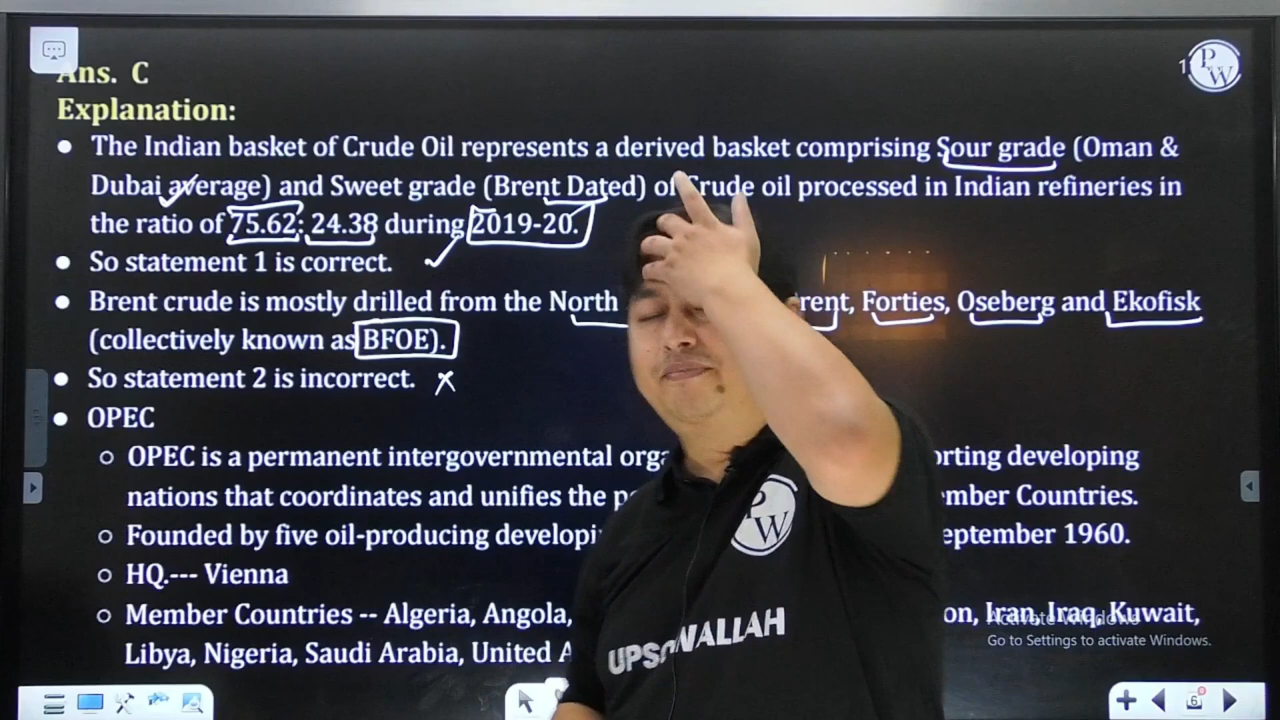 Ans. C
PW
Explanation:
The Indian basket of Crude Oil represents a derived basket comprising Sour grade (Oman &
Dubai average) and Sweet grade (Brent Dated) of Crude oil processed in Indian refineries in
the ratio of 75.62: 24.38 during 2019-20.
So statement 1 is correct.
Brent crude is mostly drilled from the North rent, Forties, Oseberg and Ekofisk
(collectively known as BFOE).
So statement 2 is incorrect.
OPEC
OPEC is a permanent intergovernmental orga orting developing
nations that coordinates and unifies the mber Countries.
Founded by five oil-producing developi eptember 1960.
HQ.--- Vienna
Member Countries -- Algeria, Angola, on, Iran, Iraq, Kuwait,
Libya, Nigeria, Saudi Arabia, United A
PW
UPSC WALLAH
Activate Windows
Go to Settings to activate Windows.
6